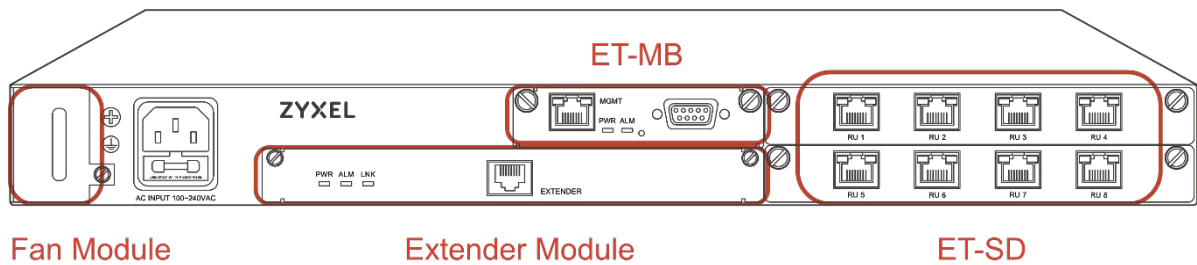 ET-MB
ZYXEL
MGMT
PWR ALM
RU 1 RU 2 RU 3 RU 4
PWR ALM LNK
EXTENDER
RU 5 RU 6 RU 7 RU 8
AC INPUT 100~240VAC
Fan Module
Extender Module
ET-SD